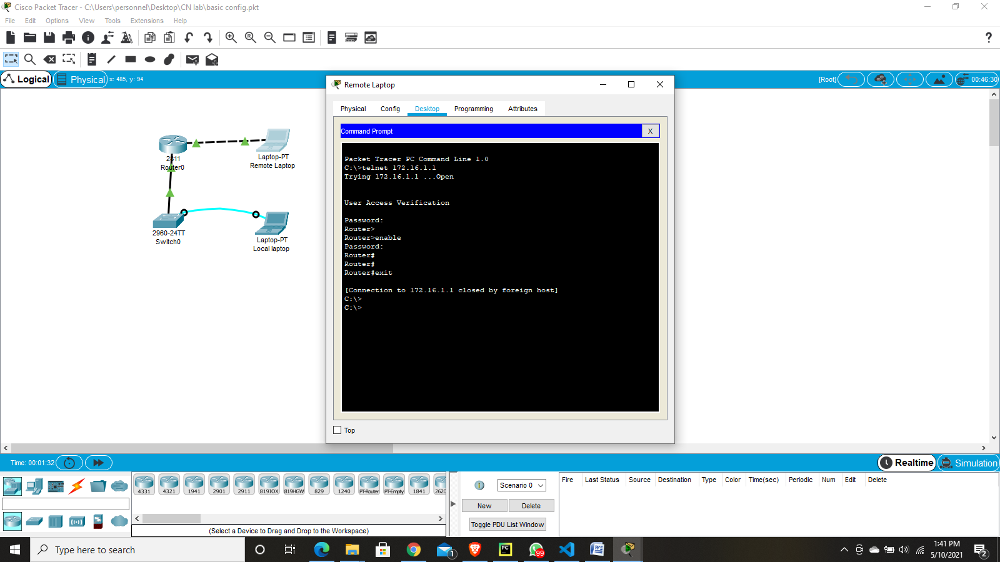 Cisco Packet Tracer - C:\Users\personnel\Desktop\CN lab\basic config.pkt
File Edit Options View Tools Extensions Help
Logical Physical x: 485, y: 94 [Root] 00:46:30
Remote Laptop
Physical Config Desktop Programming Attributes
Command Prompt X
Packet Tracer PC Command Line 1.0
C:\>telnet 172.16.1.1
Trying 172.16.1.1 ...Open
User Access Verification
Password:
Router>
Router>enable
Password:
Router#
Router#
Router#exit
[Connection to 172.16.1.1 closed by foreign host]
C:\>
C:\>
Top
Router0
Laptop-PT
Remote Laptop
2960-24TT
Switch0
Laptop-PT
Local laptop
Time: 00:01:32 Realtime Simulation
4331 4321 1941 2901 2911 819IOX 819HGW 829 1240 PT-Router PT-Empty 1841 2620
(Select a Device to Drag and Drop to the Workspace)
Scenario 0
New Delete
Toggle PDU List Window
Fire Last Status Source Destination Type Color Time(sec) Periodic Num Edit Delete
Type here to search
1
PC
99
1:41 PM
5/10/2021
2